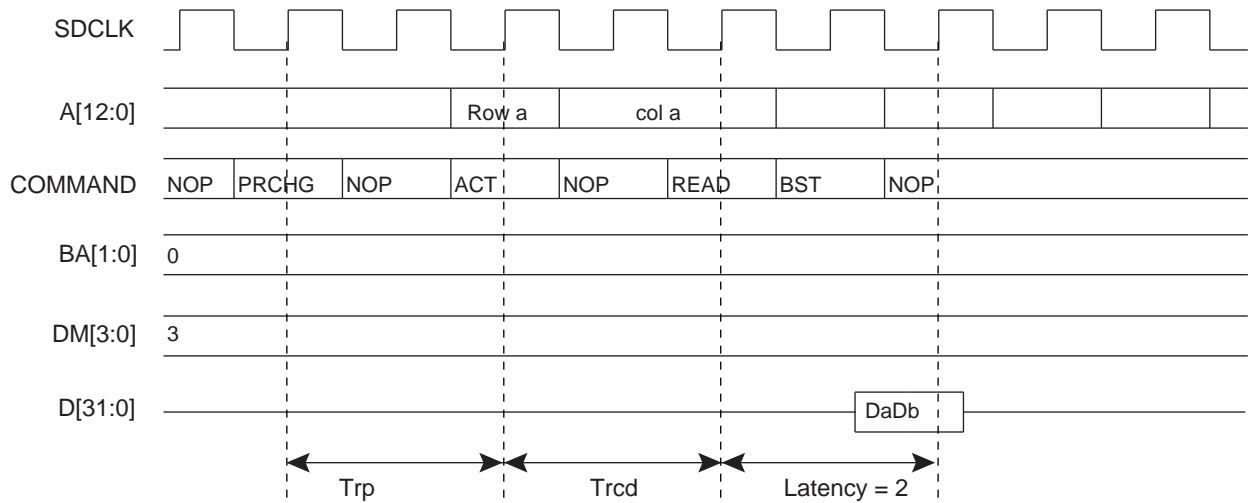 SDCLK
A[12:0] Row a col a
COMMAND NOP PRCHG NOP ACT NOP READ BST NOP
BA[1:0] 0
DM[3:0] 3
D[31:0] DaDb
Trp Trcd Latency = 2